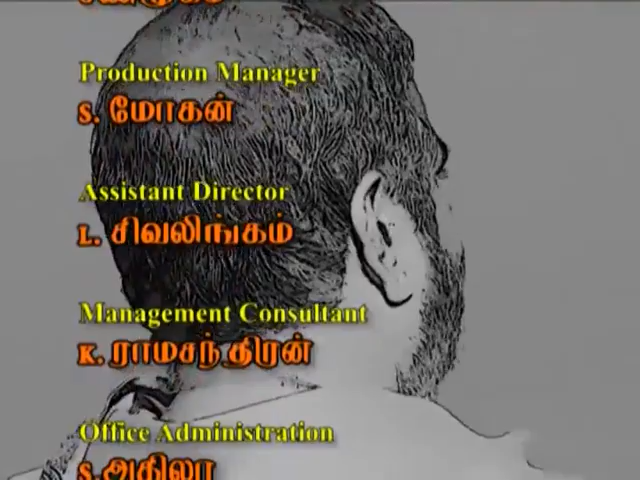 Production Manager
S. மோகன்
Assistant Director
L. சிவலிங்கம்
Management Consultant
K. ராமசந்திரன்
Office Administration
S.அகிலா